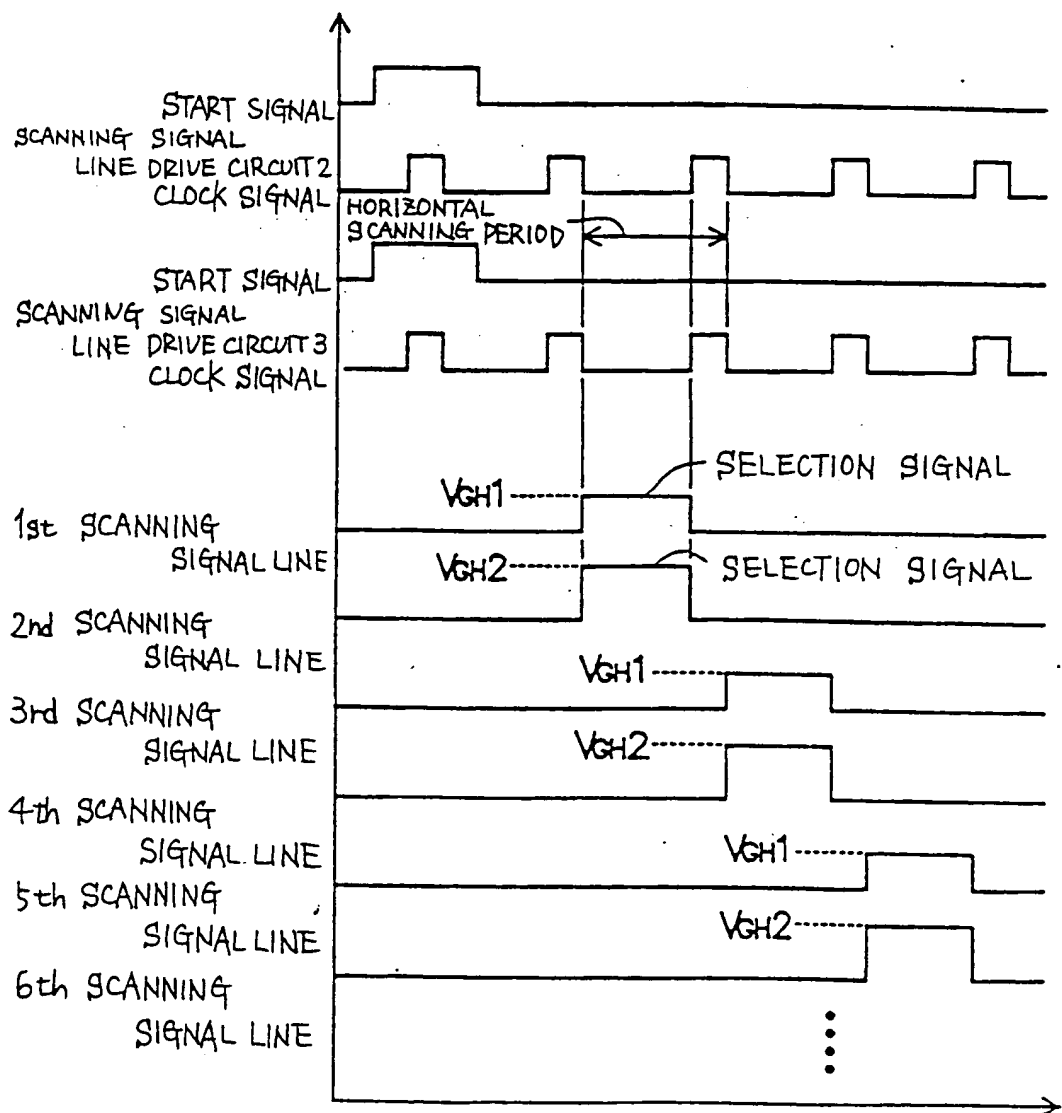 START SIGNAL
SCANNING SIGNAL
LINE DRIVE CIRCUIT 2
CLOCK SIGNAL
HORIZONTAL
SCANNING PERIOD
START SIGNAL
SCANNING SIGNAL
LINE DRIVE CIRCUIT 3
CLOCK SIGNAL
SELECTION SIGNAL
VGH1
1st SCANNING
SIGNAL LINE
VGH2
SELECTION SIGNAL
2nd SCANNING
SIGNAL LINE
VGH1
3rd SCANNING
SIGNAL LINE
VGH2
4th SCANNING
SIGNAL LINE
VGH1
5th SCANNING
SIGNAL LINE
VGH2
6th SCANNING
SIGNAL LINE